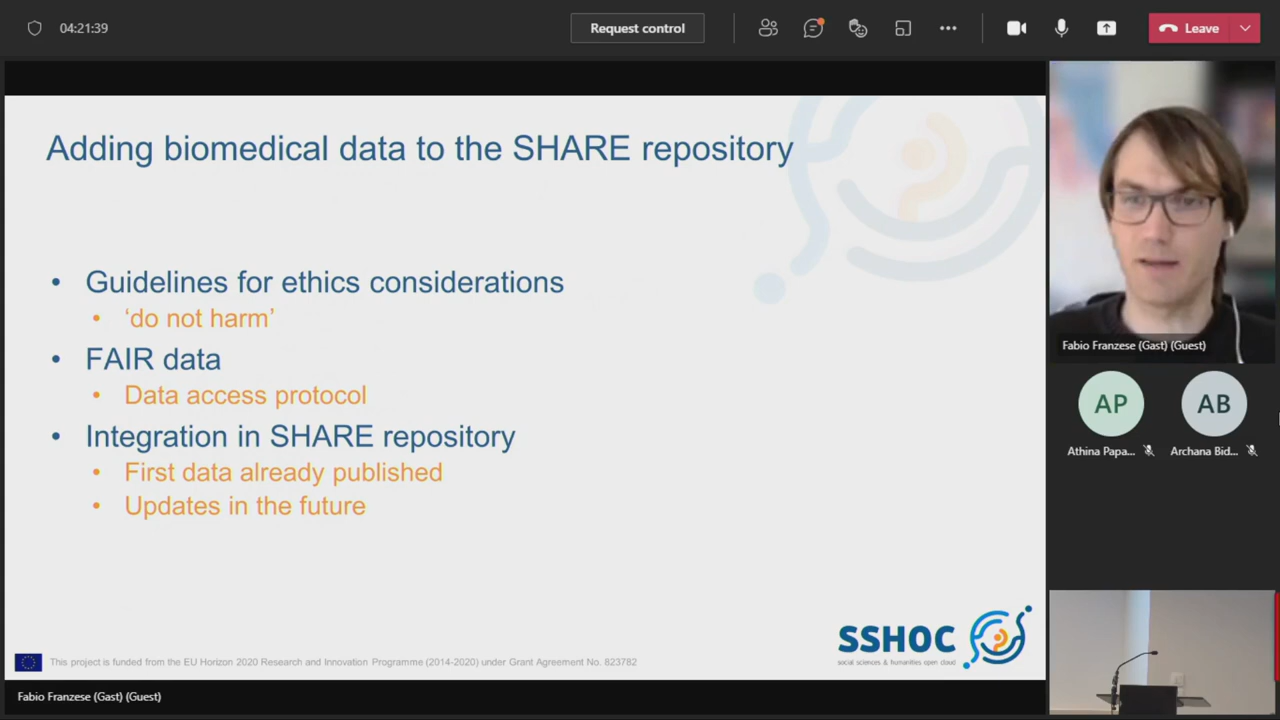 04:21:39
Request control
Leave
Adding biomedical data to the SHARE repository
• Guidelines for ethics considerations
• ‘do not harm’
• FAIR data
• Data access protocol
• Integration in SHARE repository
• First data already published
• Updates in the future
SSHOC
social sciences & humanities open cloud
This project is funded from the EU Horizon 2020 Research and Innovation Programme (2014-2020) under Grant Agreement No. 823782
Fabio Franzese (Gast) (Guest)
Fabio Franzese (Gast) (Guest)
AP
AB
Athina Papa...
Archana Bid...